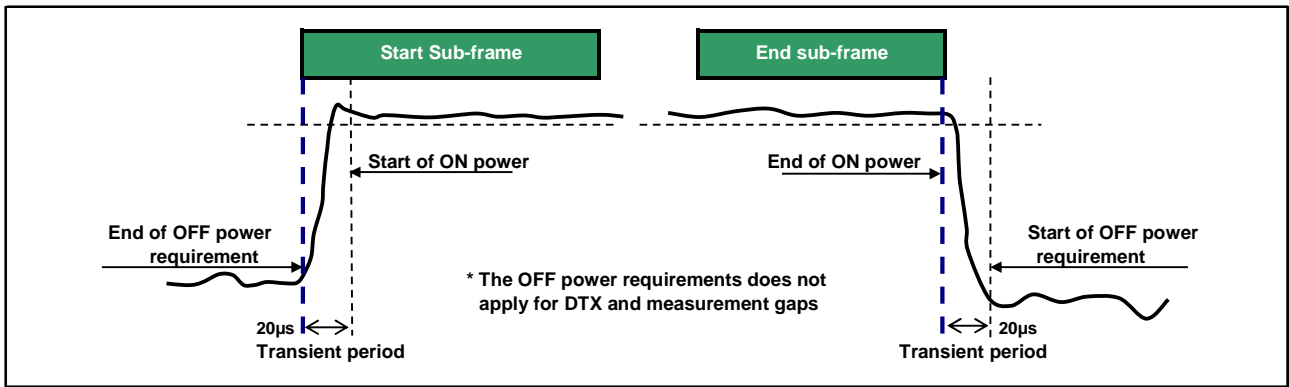 Start Sub-frame
End sub-frame
Start of ON power
End of ON power
End of OFF power
requirement
Start of OFF power
requirement
* The OFF power requirements does not
apply for DTX and measurement gaps
20µs
Transient period
20µs
Transient period